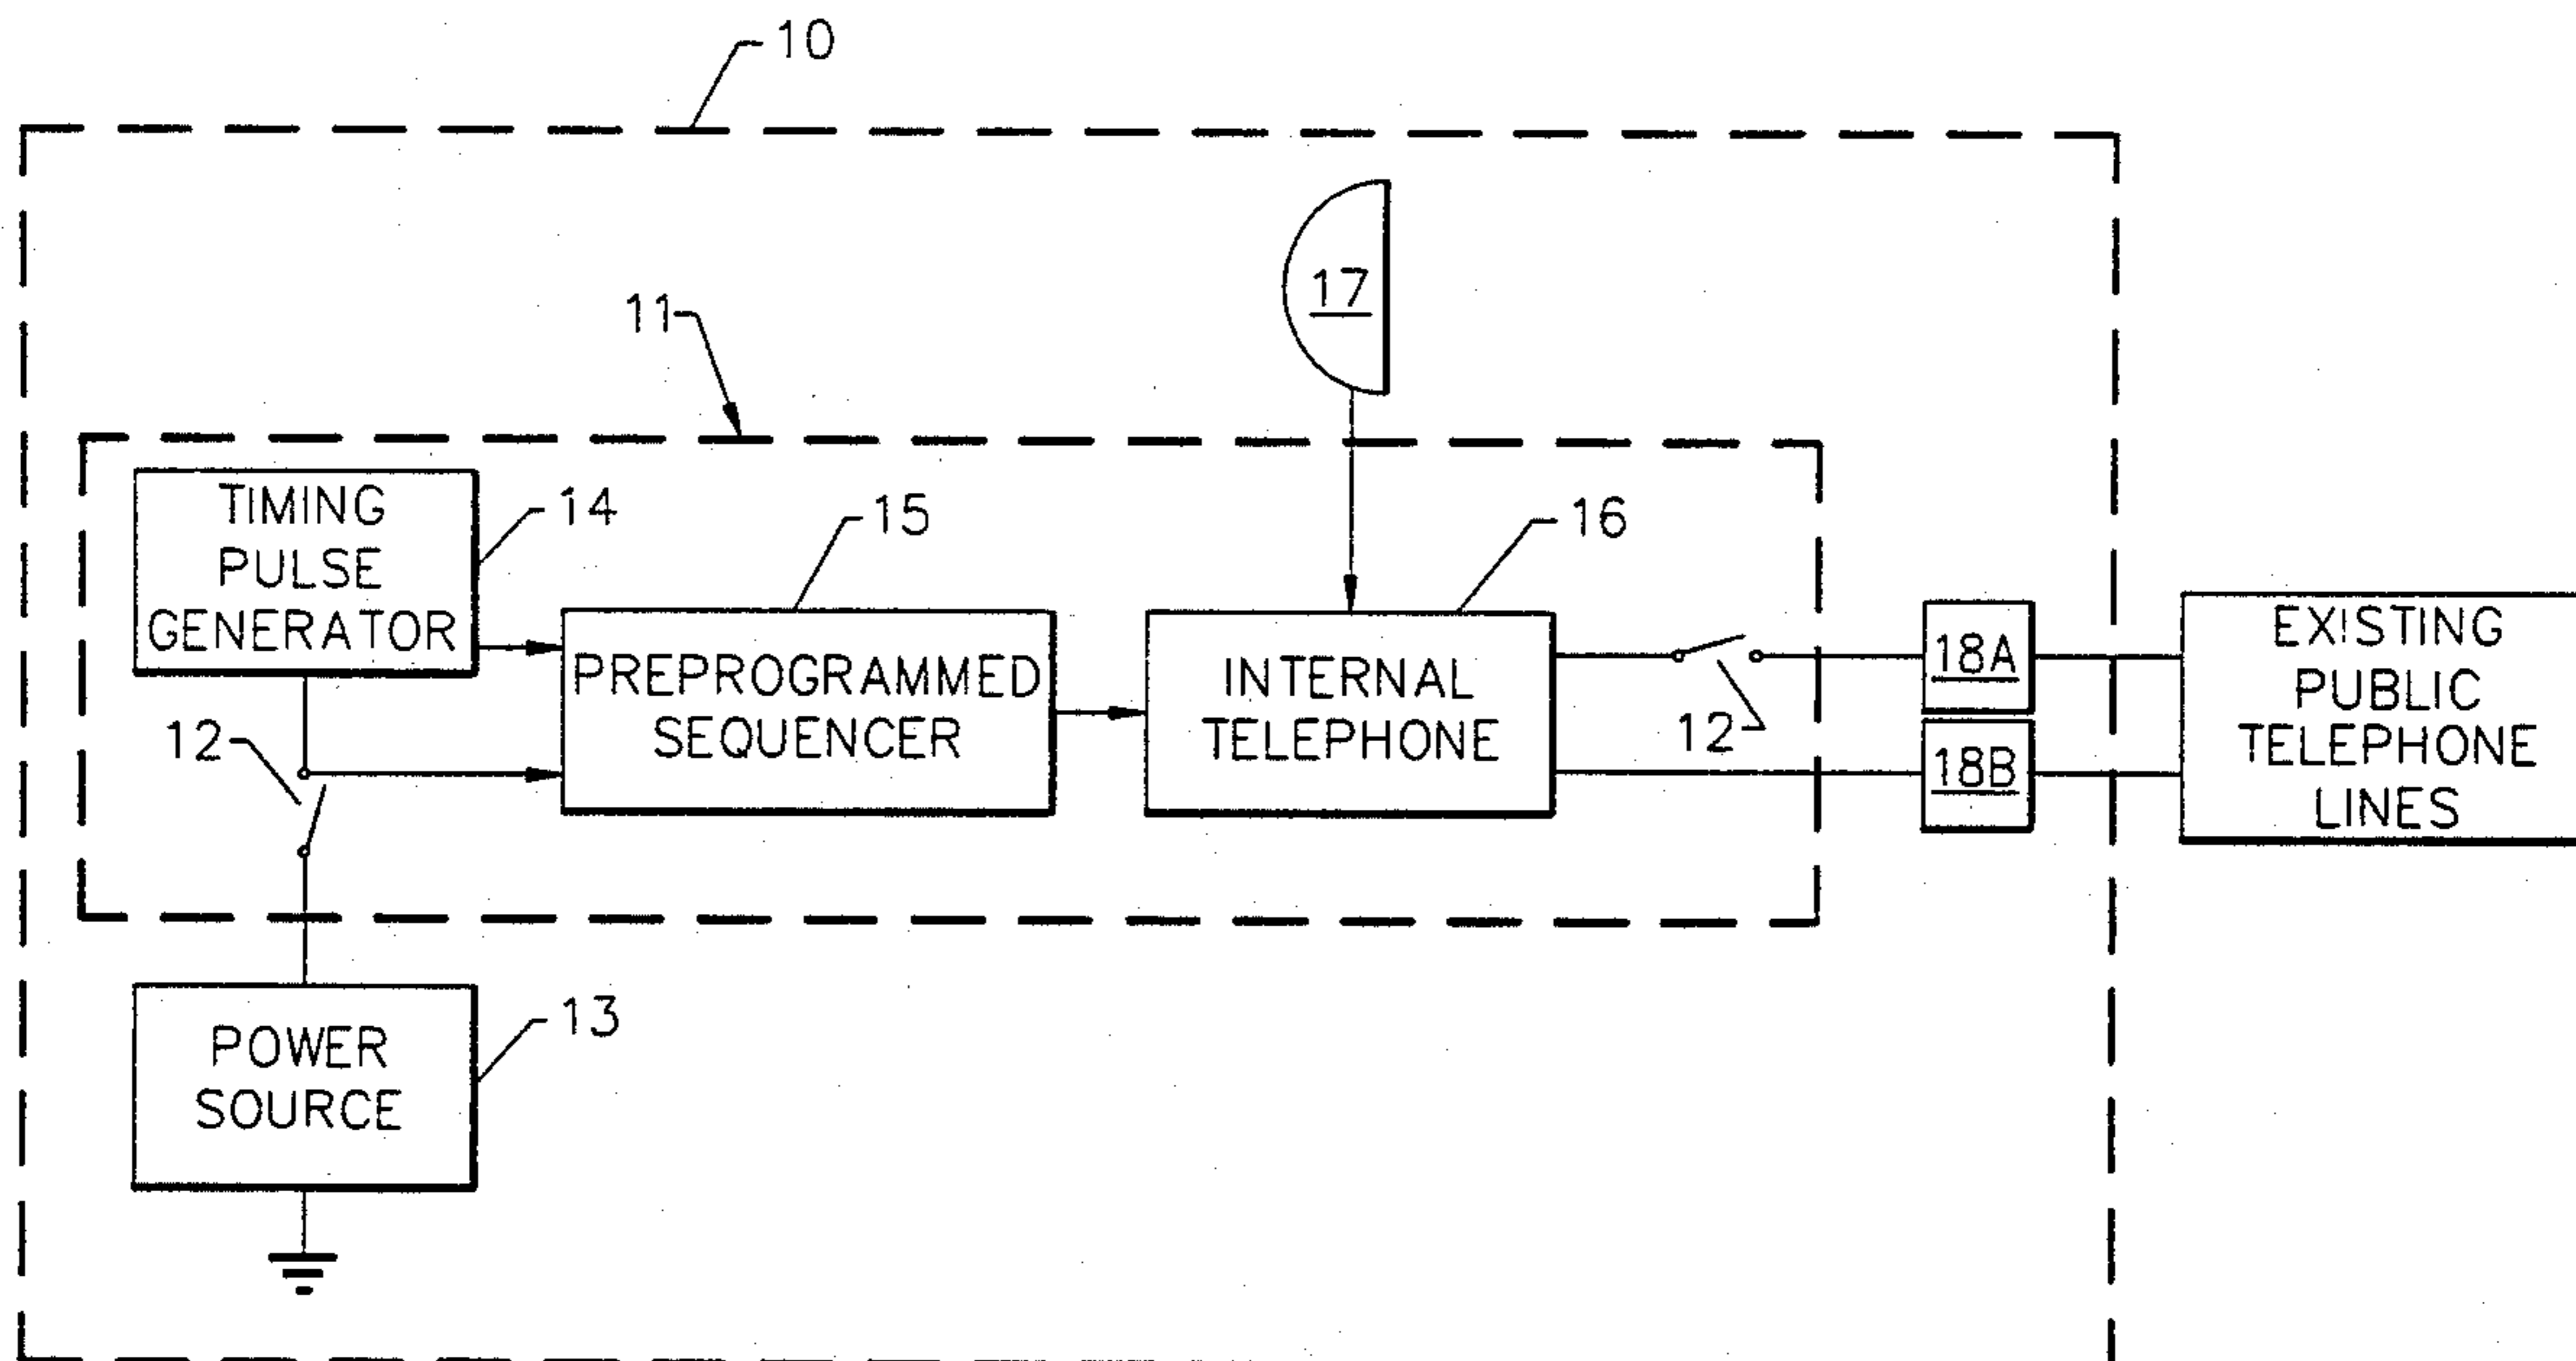 10
17
11
TIMING
PULSE
GENERATOR
14
15
16
PREPROGRAMMED
SEQUENCER
INTERNAL
TELEPHONE
12
12
18A
18B
EXISTING
PUBLIC
TELEPHONE
LINES
POWER
SOURCE
13